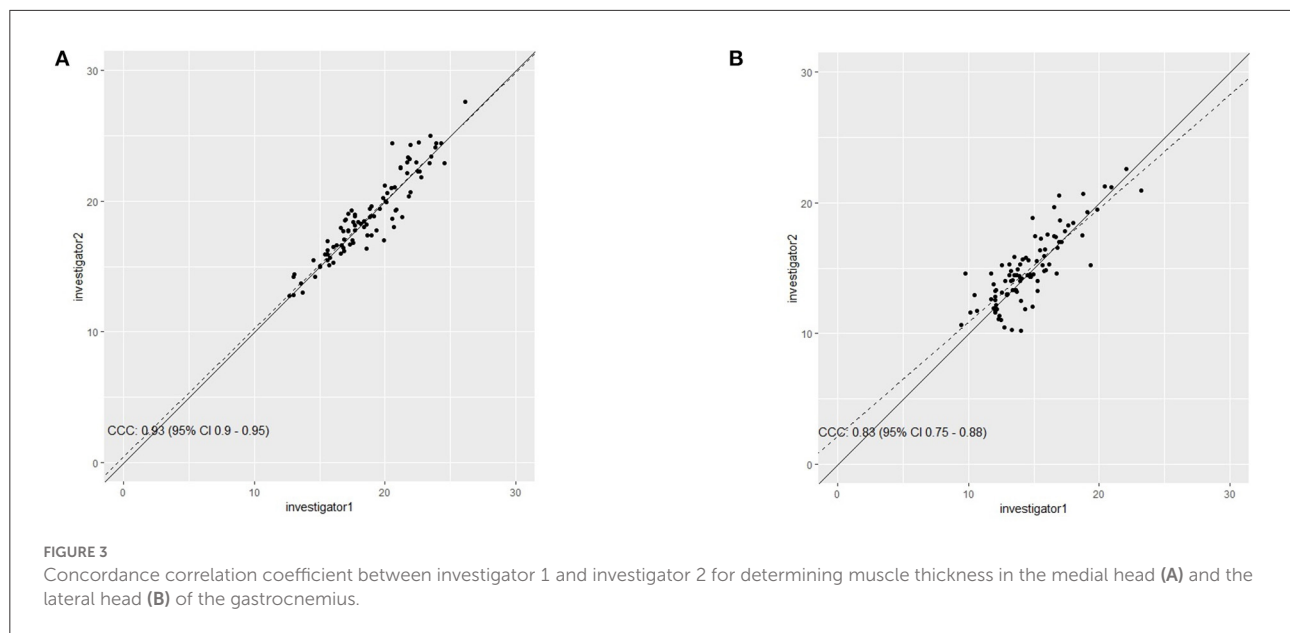 A
30
20
10
0
investigator2
CCC: 0.93 (95% CI 0.9 - 0.95)
0
10
20
30
investigator1
B
30
20
10
0
investigator2
CCC: 0.83 (95% CI 0.75 - 0.88)
0
10
20
30
investigator1
FIGURE 3
Concordance correlation coefficient between investigator 1 and investigator 2 for determining muscle thickness in the medial head (A) and the
lateral head (B) of the gastrocnemius.